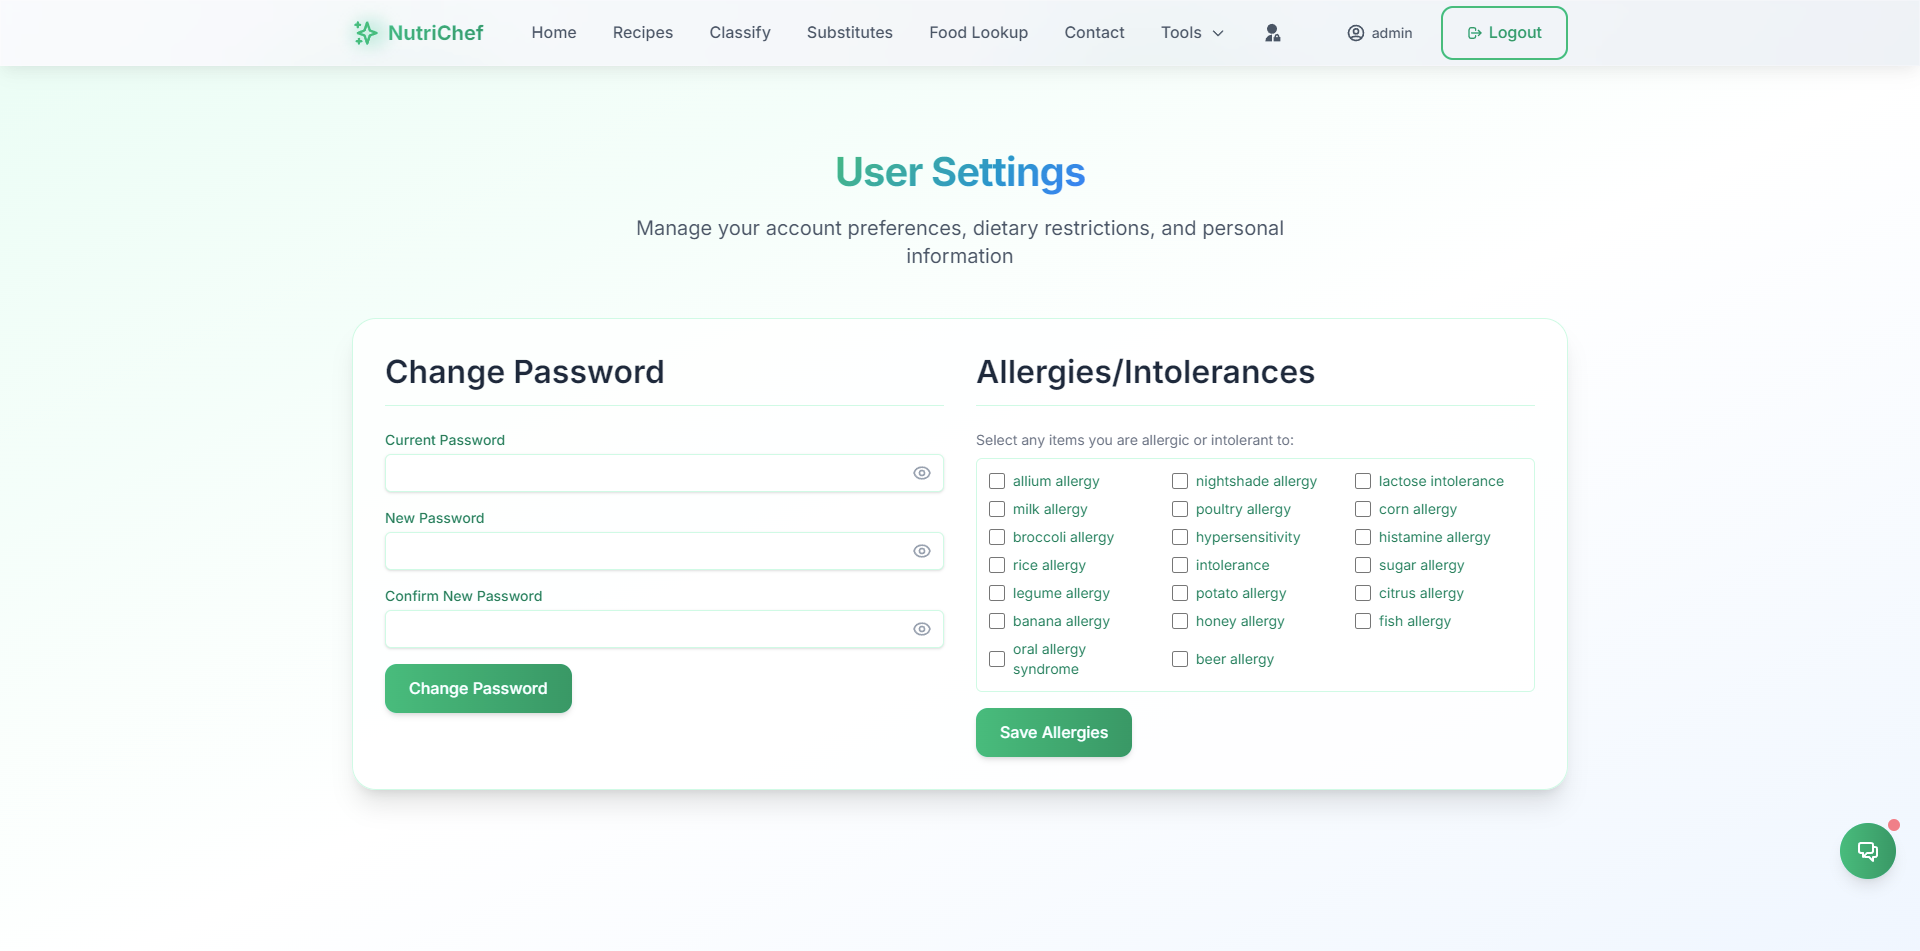 NutriChef
Home
Recipes
Classify
Substitutes
Food Lookup
Contact
Tools
admin
Logout
User Settings
Manage your account preferences, dietary restrictions, and personal
information
Change Password
Current Password
New Password
Confirm New Password
Change Password
Allergies/Intolerances
Select any items you are allergic or intolerant to:
allium allergy
nightshade allergy
lactose intolerance
milk allergy
poultry allergy
corn allergy
broccoli allergy
hypersensitivity
histamine allergy
rice allergy
intolerance
sugar allergy
legume allergy
potato allergy
citrus allergy
banana allergy
honey allergy
fish allergy
oral allergy
syndrome
beer allergy
Save Allergies